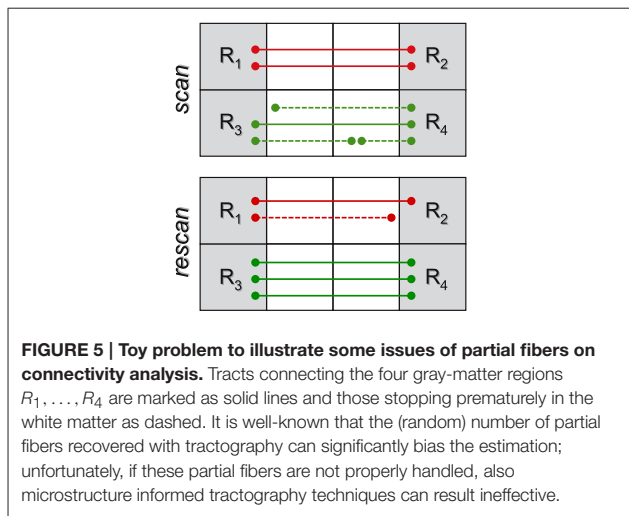 scan
R1
R2
R3
R4
rescan
R1
R2
R3
R4
FIGURE 5 | Toy problem to illustrate some issues of partial fibers on
connectivity analysis. Tracts connecting the four gray-matter regions
R1, . . . , R4 are marked as solid lines and those stopping prematurely in the
white matter as dashed. It is well-known that the (random) number of partial
fibers recovered with tractography can significantly bias the estimation;
unfortunately, if these partial fibers are not properly handled, also
microstructure informed tractography techniques can result ineffective.